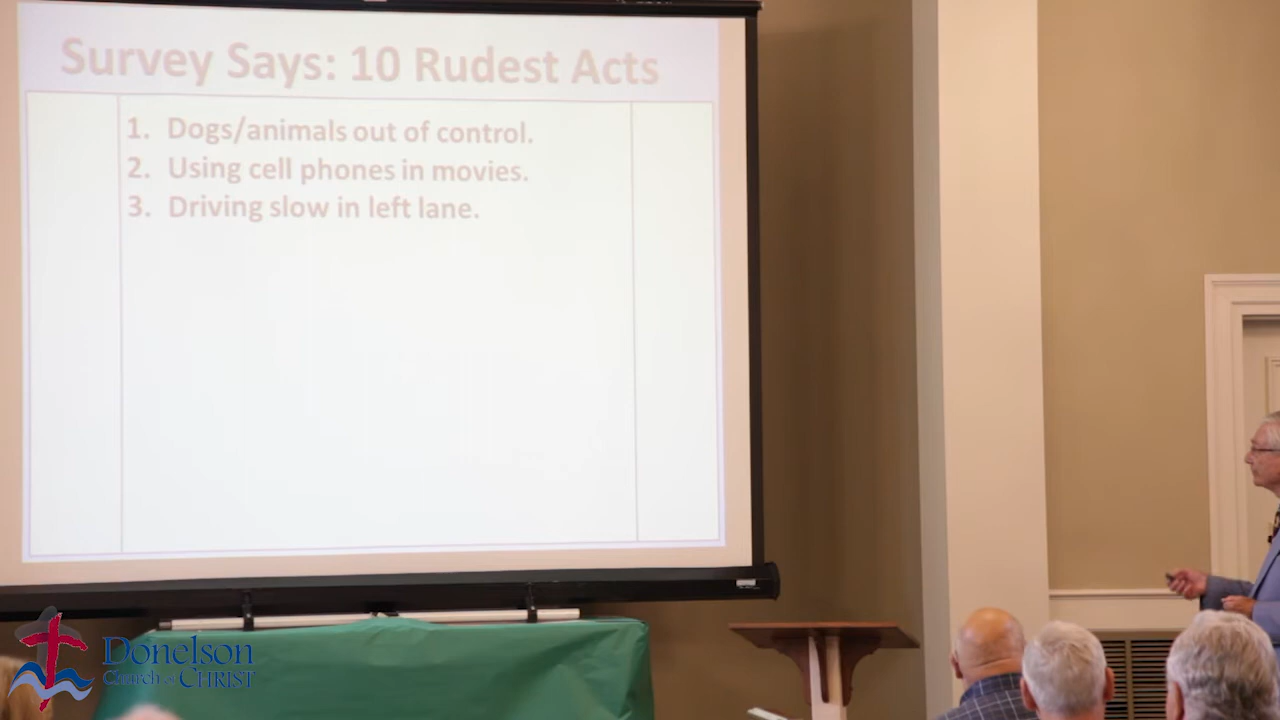 Survey Says: 10 Rudest Acts
1. Dogs/animals out of control.
2. Using cell phones in movies.
3. Driving slow in left lane.
Donelson
Church of CHRIST